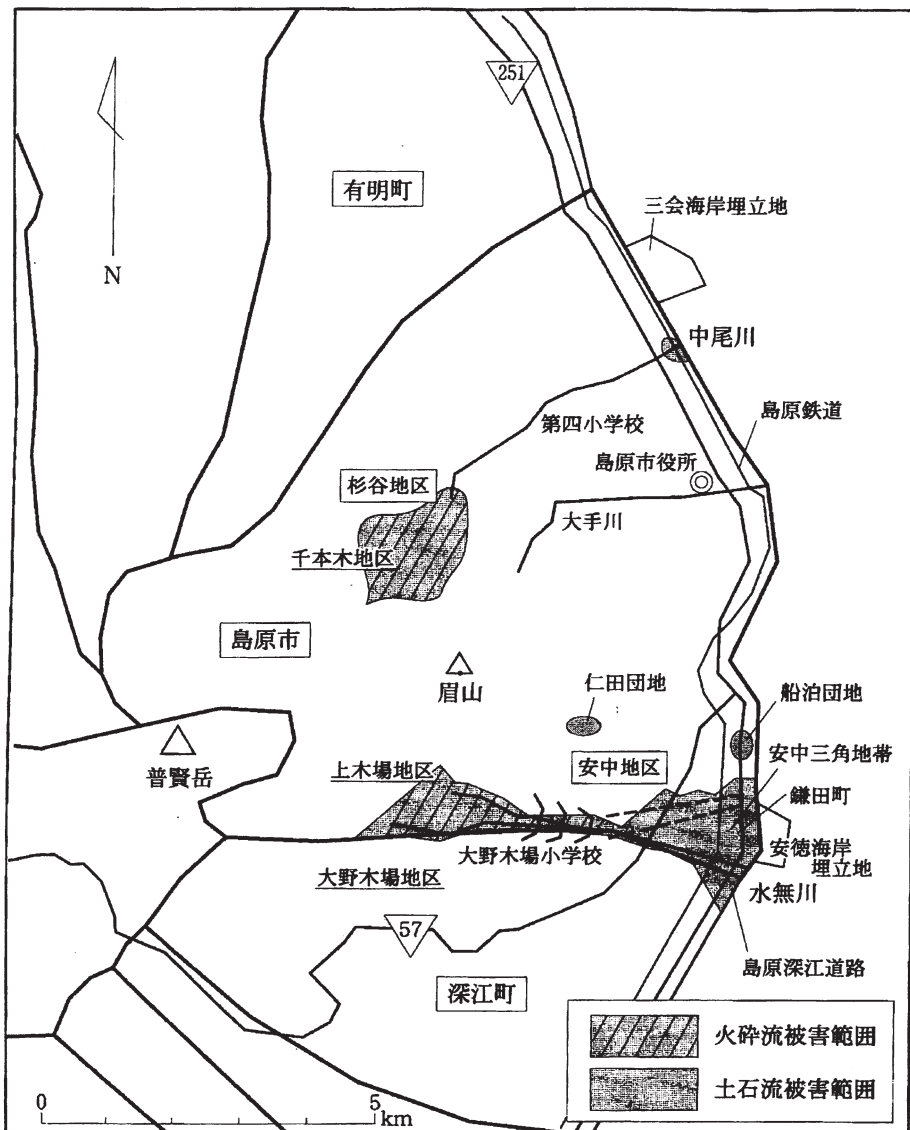 251
有明町
三会海岸埋立地
N
中尾川
島原鉄道
第四小学校
島原市役所
杉谷地区
大手川
千本木地区
島原市
仁田団地
船泊団地
眉山
普賢岳
上木場地区
安中地区
安中三角地帯
鎌田町
大野木場小学校
安徳海岸
埋立地
大野木場地区
水無川
57
島原深江道路
深江町
火砕流被害範囲
土石流被害範囲
0 5
km